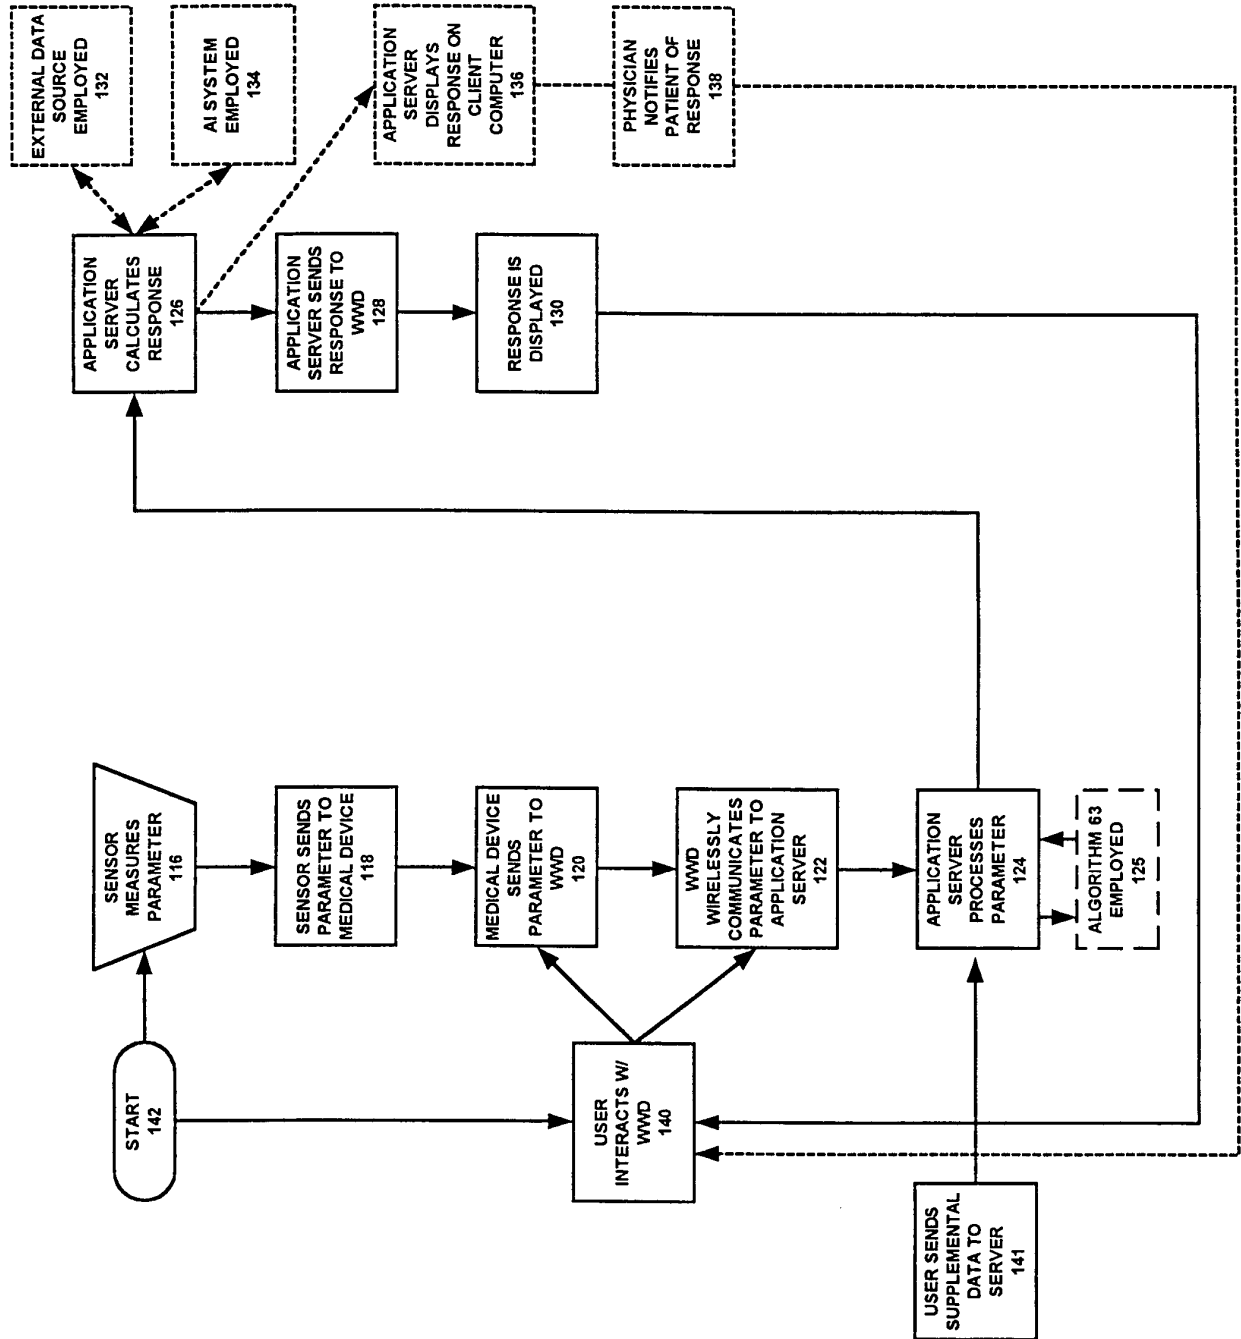 START
142
SENSOR
MEASURES
PARAMETER
116
SENSOR SENDS
PARAMETER TO
MEDICAL DEVICE
118
MEDICAL DEVICE
SENDS
PARAMETER TO
WWD
120
WWD
WIRELESSLY
COMMUNICATES
PARAMETER TO
APPLICATION
SERVER
122
APPLICATION
SERVER
PROCESSES
PARAMETER
124
ALGORITHM 63
EMPLOYED
125
USER
INTERACTS W/
WWD
140
USER SENDS
SUPPLEMENTAL
DATA TO
SERVER
141
APPLICATION
SERVER
CALCULATES
RESPONSE
126
APPLICATION
SERVER SENDS
RESPONSE TO
WWD
128
RESPONSE IS
DISPLAYED
130
EXTERNAL DATA
SOURCE
EMPLOYED
132
AI SYSTEM
EMPLOYED
134
APPLICATION
SERVER
DISPLAYS
RESPONSE ON
CLIENT
COMPUTER
136
PHYSICIAN
NOTIFIES
PATIENT OF
RESPONSE
138